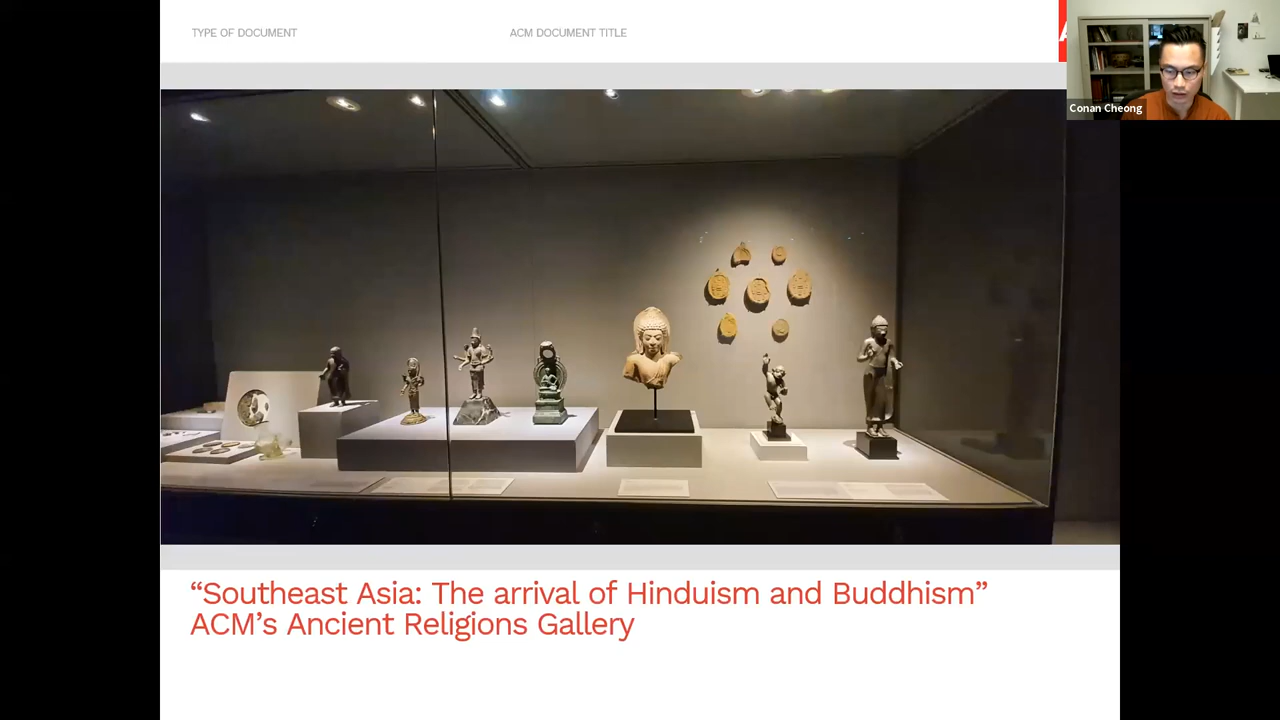 TYPE OF DOCUMENT
ACM DOCUMENT TITLE
Conan Cheong
“Southeast Asia: The arrival of Hinduism and Buddhism”
ACM’s Ancient Religions Gallery